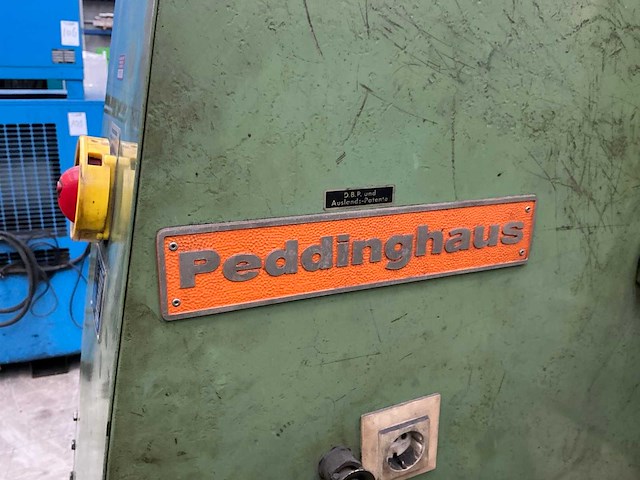 D.B.P. und
Auslands-Patente
Peddinghaus